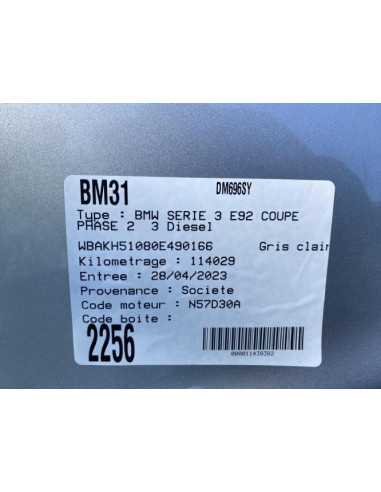 BM31 DM696SY
Type : BMW SERIE 3 E92 COUPE
PHASE 2 3 Diesel
WBAKH51080E490166 Gris clair
Kilometrage : 114029
Entree : 28/04/2023
Provenance : Societe
Code moteur : N57D30A
Code boite :
2256
000011438382